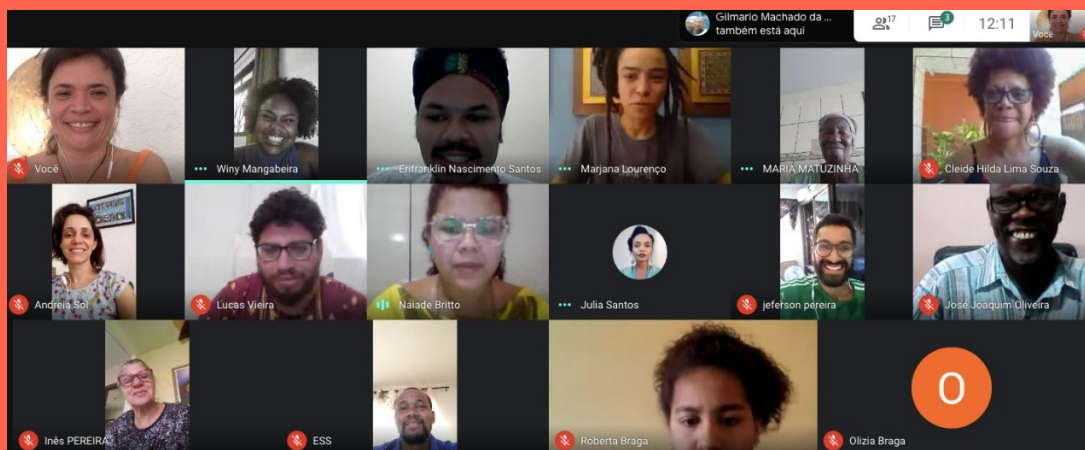 Gilmario Machado da ...
também está aqui
17
3
12:11
Você
Você
Winy Mangabeira
Erifranklin Nascimento Santos
Marjana Lourenço
MARIA MATUZINHA
Cleide Hilda Lima Souza
Andreia Sol
Lucas Vieira
Naiade Britto
Julia Santos
jeferson pereira
José Joaquim Oliveira
Inês PEREIRA
ESS
Roberta Braga
O
Olizia Braga